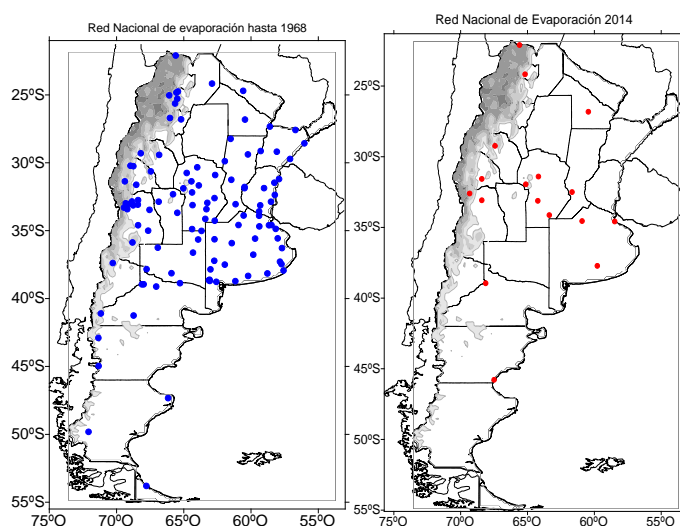 Red Nacional de evaporación hasta 1968
Red Nacional de Evaporación 2014
25ºS
30ºS
35ºS
40ºS
45ºS
50ºS
55ºS
75ºO 70ºO 65ºO 60ºO 55ºO
25ºS
30ºS
35ºS
40ºS
45ºS
50ºS
55ºS
75ºO 70ºO 65ºO 60ºO 55ºO